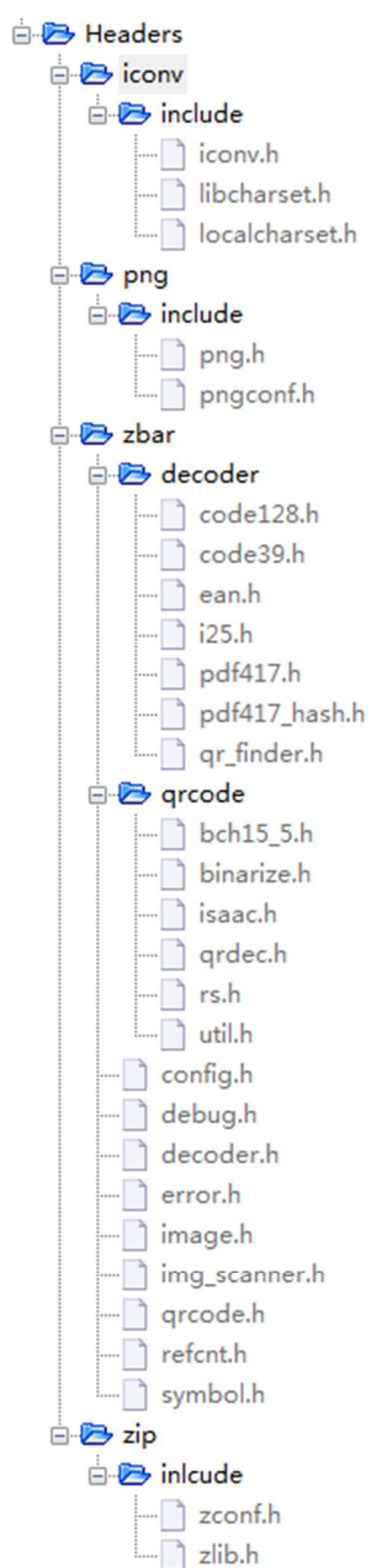 Headers
iconv
include
iconv.h
libcharset.h
localcharset.h
png
include
png.h
pngconf.h
zbar
decoder
code128.h
code39.h
ean.h
i25.h
pdf417.h
pdf417_hash.h
qr_finder.h
qrcode
bch15_5.h
binarize.h
isaac.h
qrdec.h
rs.h
util.h
config.h
debug.h
decoder.h
error.h
image.h
img_scanner.h
qrcode.h
refcnt.h
symbol.h
zip
inlcude
zconf.h
zlib.h